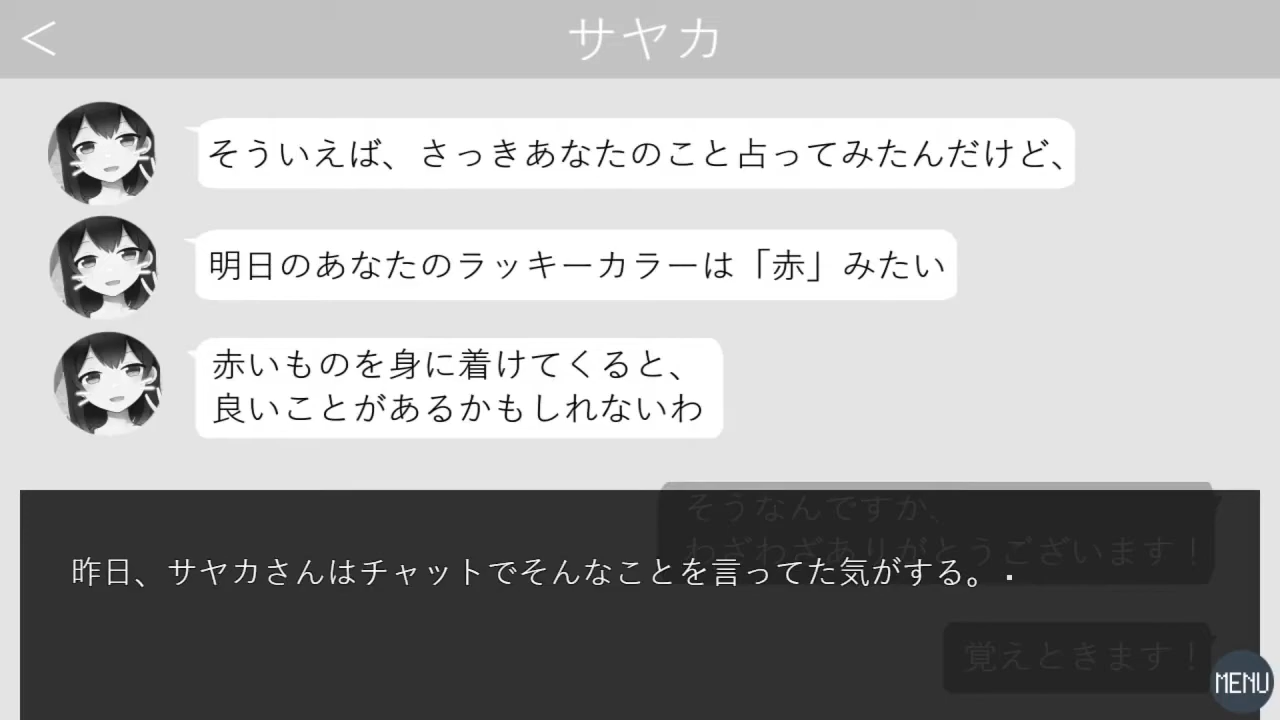 <
サヤカ
そういえば、さっきあなたのこと占ってみたんだけど、
明日のあなたのラッキーカラーは「赤」みたい
赤いものを身に着けてくると、
良いことがあるかもしれないわ
そうなんですか、
わざわざありがとうございます！
昨日、サヤカさんはチャットでそんなことを言ってた気がする。
覚えときます！
MENU